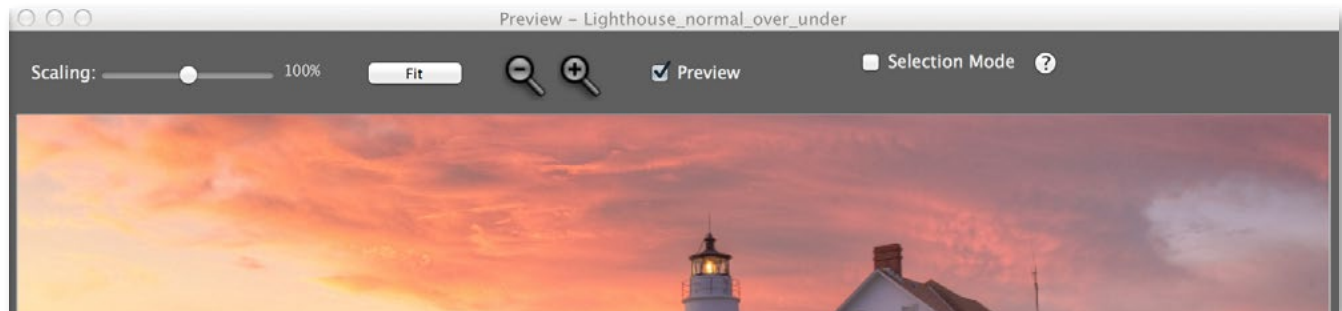 Preview – Lighthouse_normal_over_under
Scaling: 100% Fit Preview Selection Mode ?